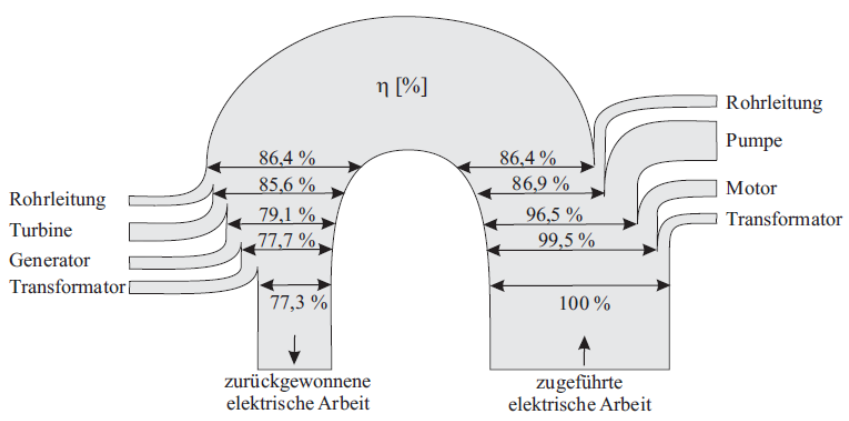 η [%]
Rohrleitung
Pumpe
86,4 %
86,4 %
85,6 %
86,9 %
Motor
Rohrleitung
79,1 %
96,5 %
Transformator
Turbine
77,7 %
99,5 %
Generator
Transformator
77,3 %
100 %
zurückgewonnene
elektrische Arbeit
zugeführte
elektrische Arbeit